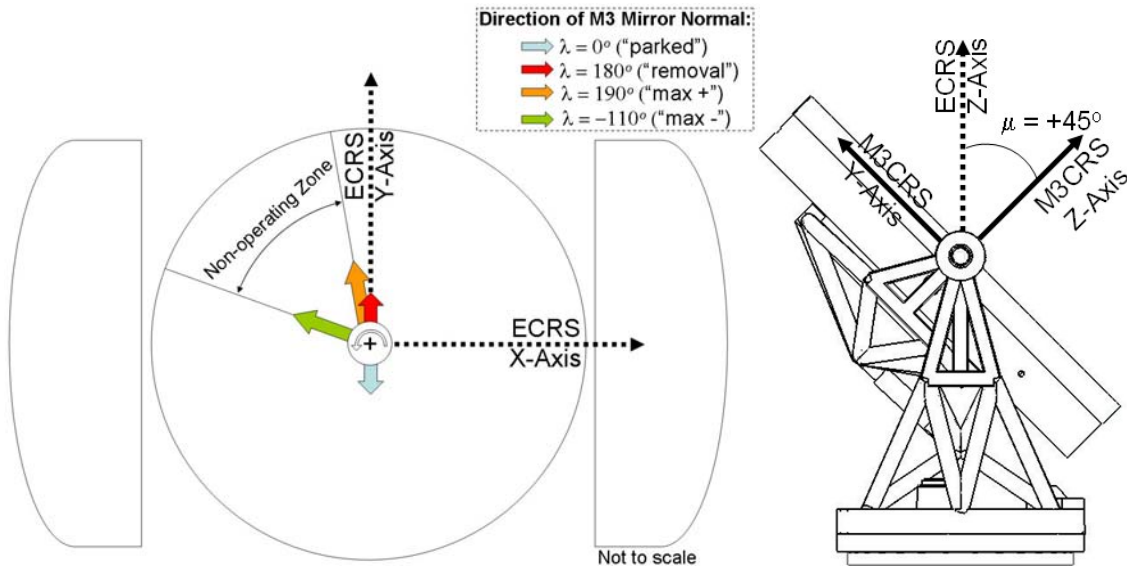 Direction of M3 Mirror Normal:
λ = 0° ("parked")
λ = 180° ("removal")
λ = 190° ("max +")
λ = −110° ("max -")
Non-operating Zone
ECRS
Y-Axis
+
ECRS
X-Axis
Not to scale
ECRS
Z-Axis
μ = +45°
M3CRS
Y-Axis
M3CRS
Z-Axis